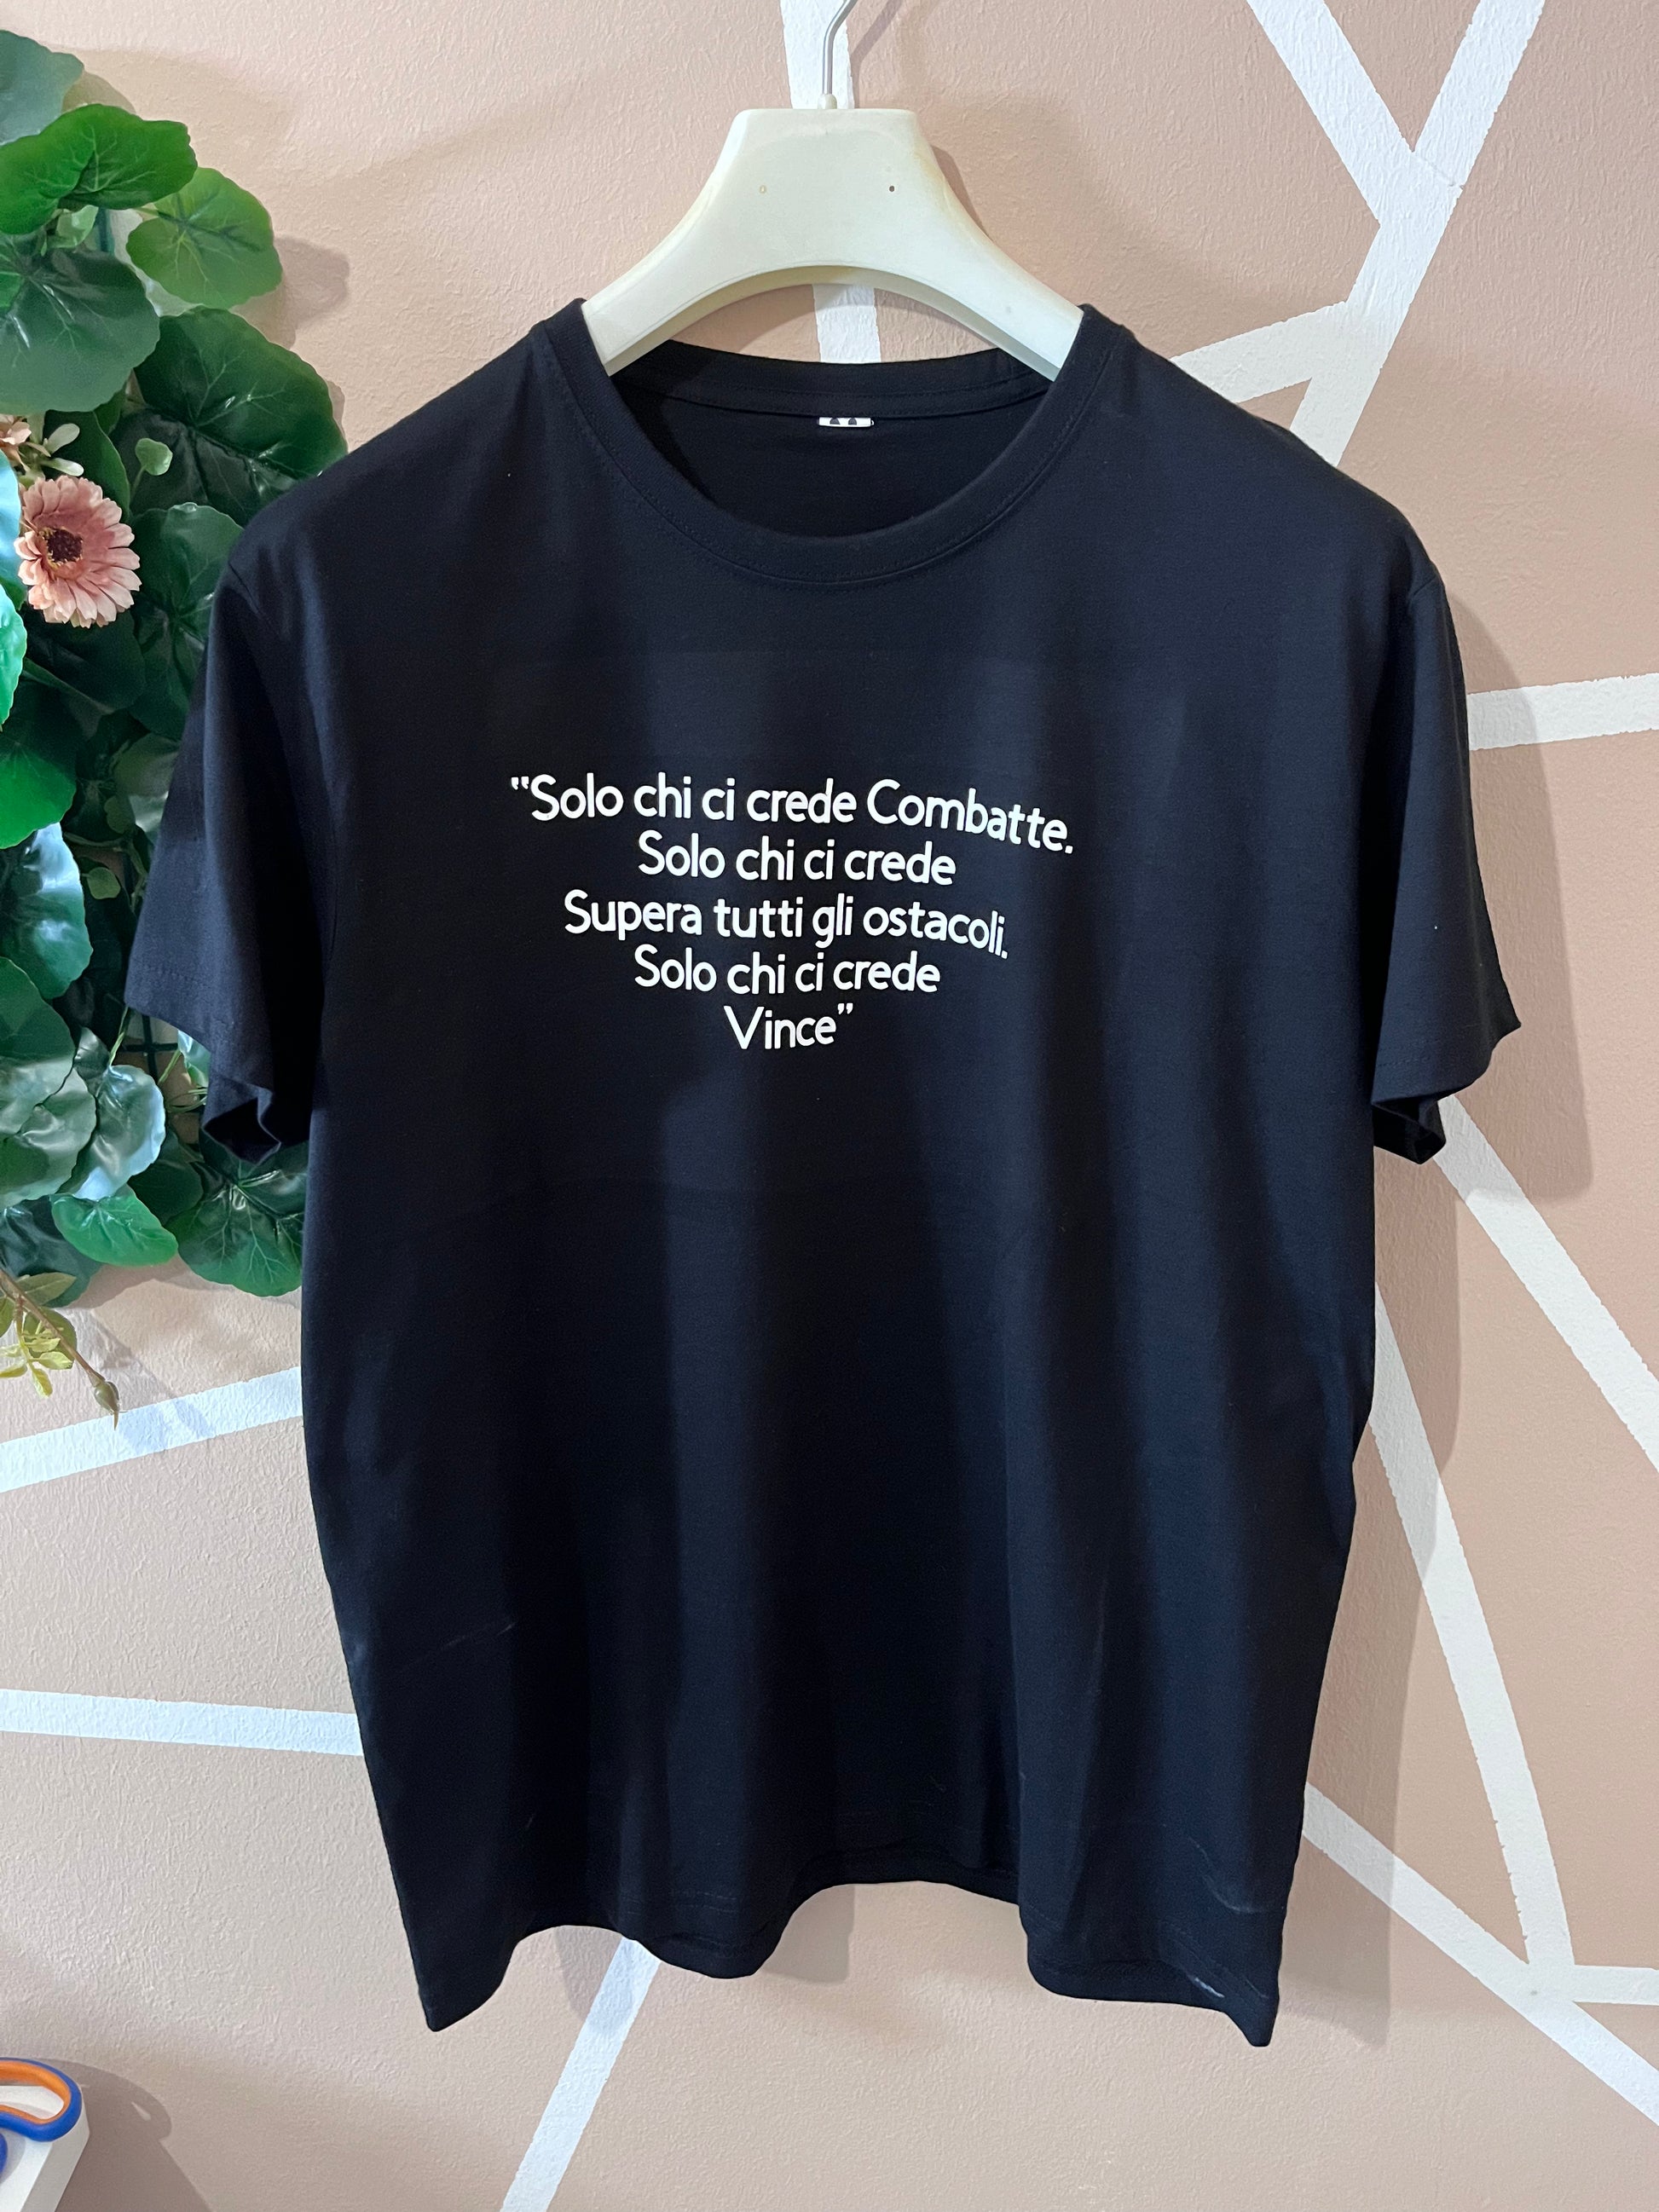 "Solo chi ci crede Combatte.
Solo chi ci crede
Supera tutti gli ostacoli.
Solo chi ci crede
Vince"